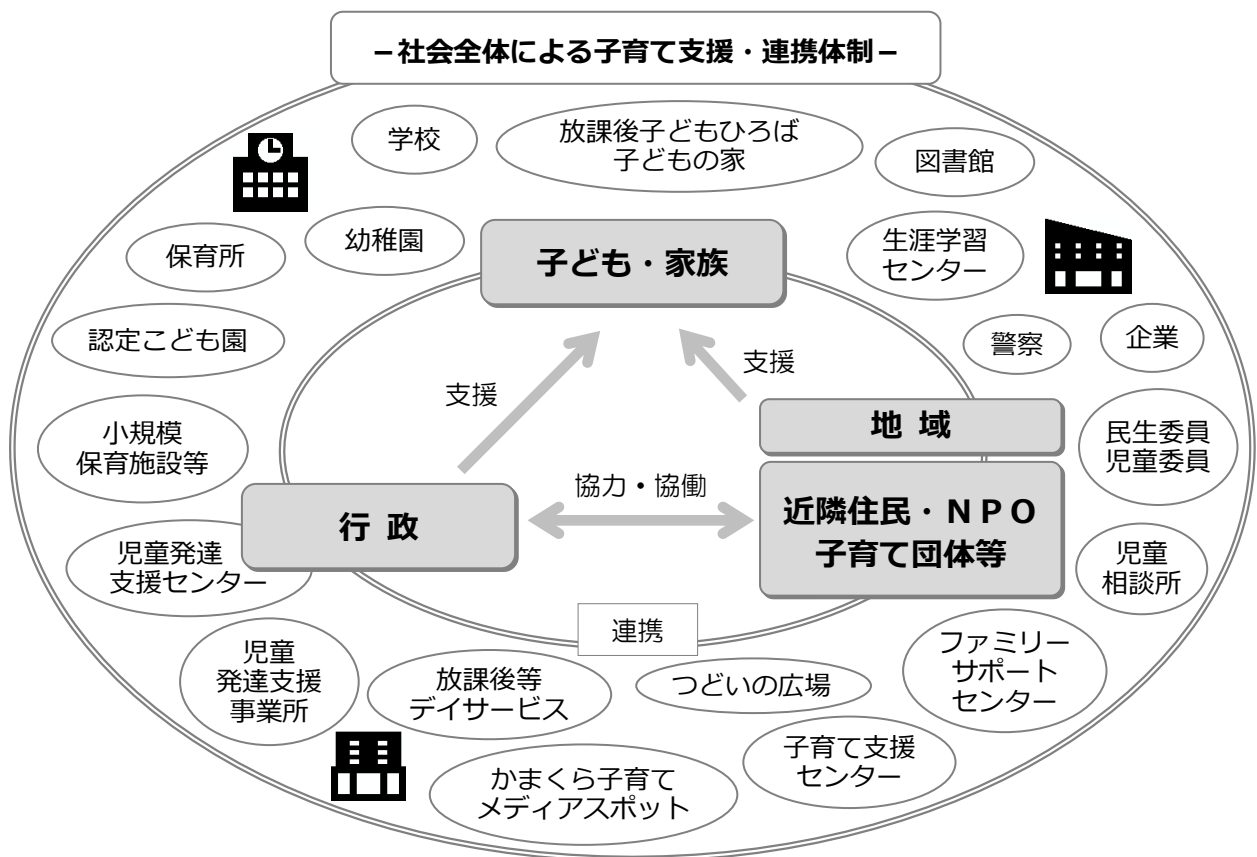 －社会全体による子育て支援・連携体制－
学校
放課後子どもひろば
子どもの家
図書館
保育所
幼稚園
子ども・家族
生涯学習
センター
認定こども園
警察
企業
支援
支援
小規模
保育施設等
地 域
民生委員
児童委員
行 政
協力・協働
近隣住民・ＮＰＯ
子育て団体等
児童発達
支援センター
児童
相談所
連携
児童
発達支援
事業所
放課後等
デイサービス
つどいの広場
ファミリー
サポート
センター
かまくら子育て
メディアスポット
子育て支援
センター